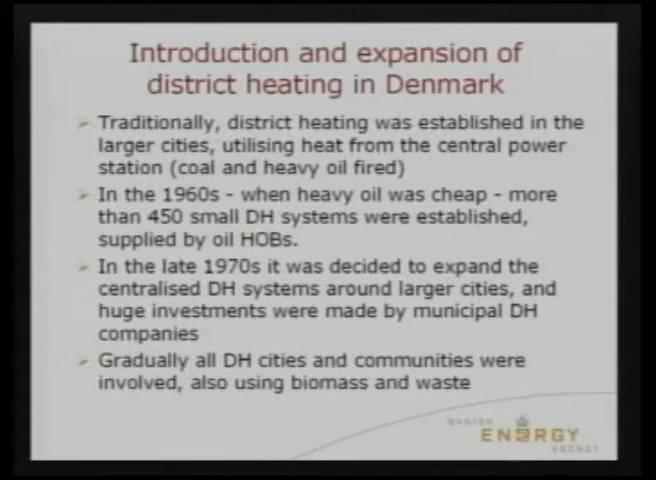 Introduction and expansion of
district heating in Denmark
Traditionally, district heating was established in the
larger cities, utilising heat from the central power
station (coal and heavy oil fired)
In the 1960s - when heavy oil was cheap - more
than 450 small DH systems were established,
supplied by oil HOBs.
In the late 1970s it was decided to expand the
centralised DH systems around larger cities, and
huge investments were made by municipal DH
companies
Gradually all DH cities and communities were
involved, also using biomass and waste
DANISH
ENERGY
AGENCY